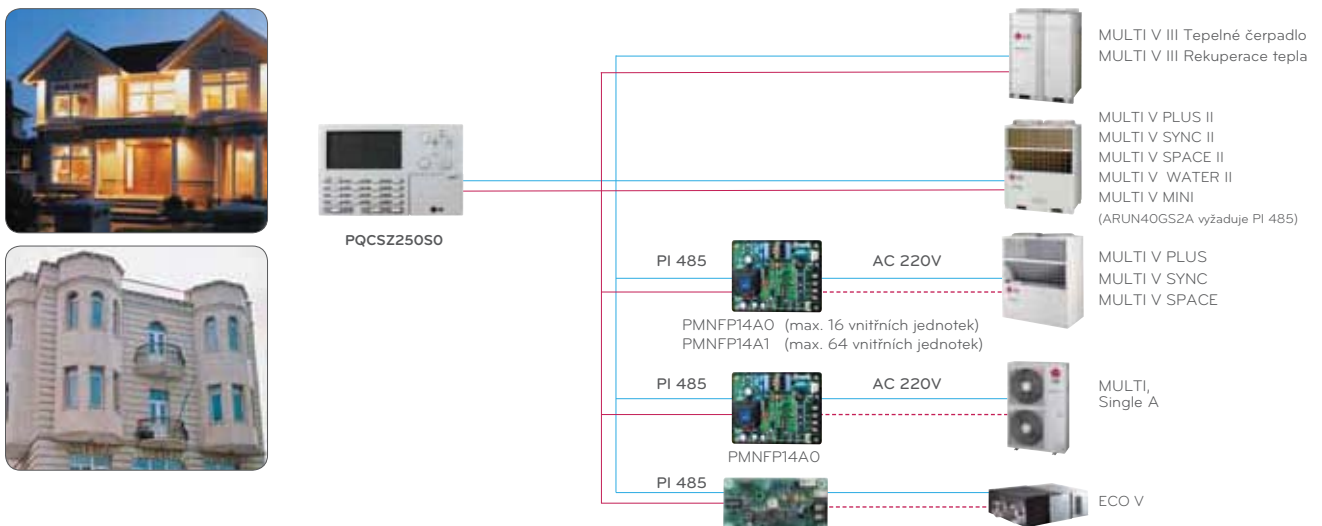 MULTI V III Tepelné čerpadlo
MULTI V III Rekuperace tepla
MULTI V PLUS II
MULTI V SYNC II
MULTI V SPACE II
MULTI V WATER II
MULTI V MINI
(ARUN40GS2A vyžaduje PI 485)
PQCSZ250S0
PI 485
AC 220V
MULTI V PLUS
MULTI V SYNC
MULTI V SPACE
PMNFP14A0 (max. 16 vnitřních jednotek)
PMNFP14A1 (max. 64 vnitřních jednotek)
PI 485
AC 220V
MULTI,
Single A
PMNFP14A0
PI 485
ECO V